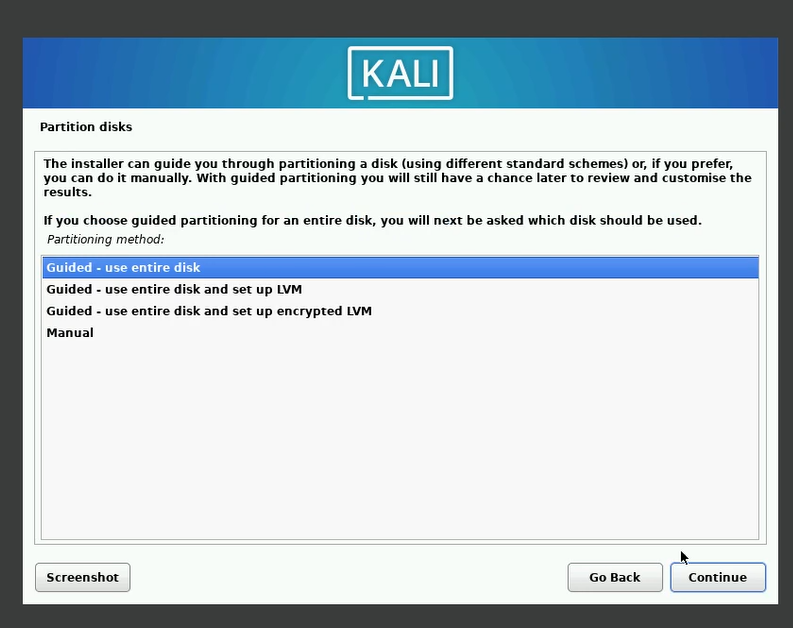 KALI
Partition disks
The installer can guide you through partitioning a disk (using different standard schemes) or, if you prefer,
you can do it manually. With guided partitioning you will still have a chance later to review and customise the
results.
If you choose guided partitioning for an entire disk, you will next be asked which disk should be used.
Partitioning method:
Guided - use entire disk
Guided - use entire disk and set up LVM
Guided - use entire disk and set up encrypted LVM
Manual
Screenshot
Go Back
Continue